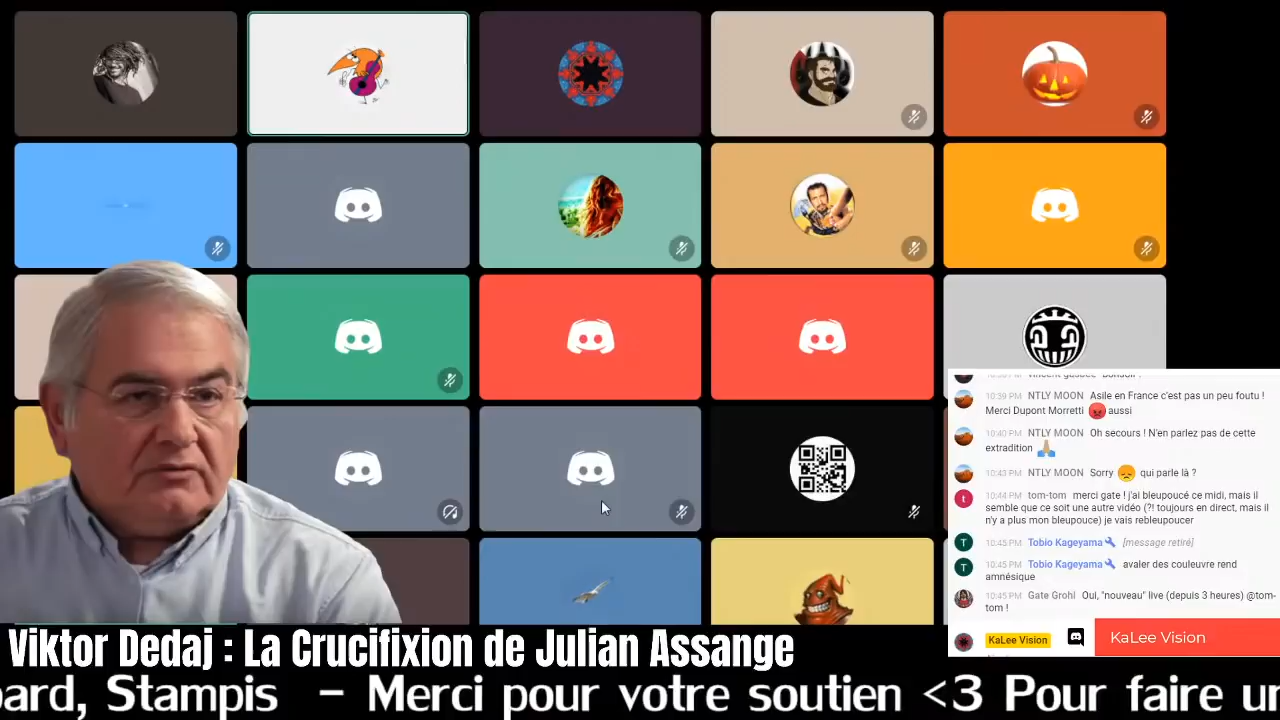 10:39 PM NTLY MOON Asile en France c'est pas un peu foutu !
Merci Dupont Morretti 😡 aussi
10:40 PM NTLY MOON Oh secours ! N'en parlez pas de cette
extradition 🙏
10:43 PM NTLY MOON Sorry 😞 qui parle là ?
t
10:44 PM tom-tom merci gate ! j'ai bleupoucé ce midi, mais il
semble que ce soit une autre vidéo (?! toujours en direct, mais il
n'y a plus mon bleupouce) je vais rebleupoucer
T
10:45 PM Tobio Kageyama [message retiré]
T
10:45 PM Tobio Kageyama avaler des couleuvre rend
amnésique
10:45 PM Gate Grohi Oui, "nouveau" live (depuis 3 heures) @tom-
tom !
KaLee Vision
KaLee Vision
Viktor Dedaj : La Crucifixion de Julian Assange
oard, Stampis – Merci pour votre soutien <3 Pour faire un